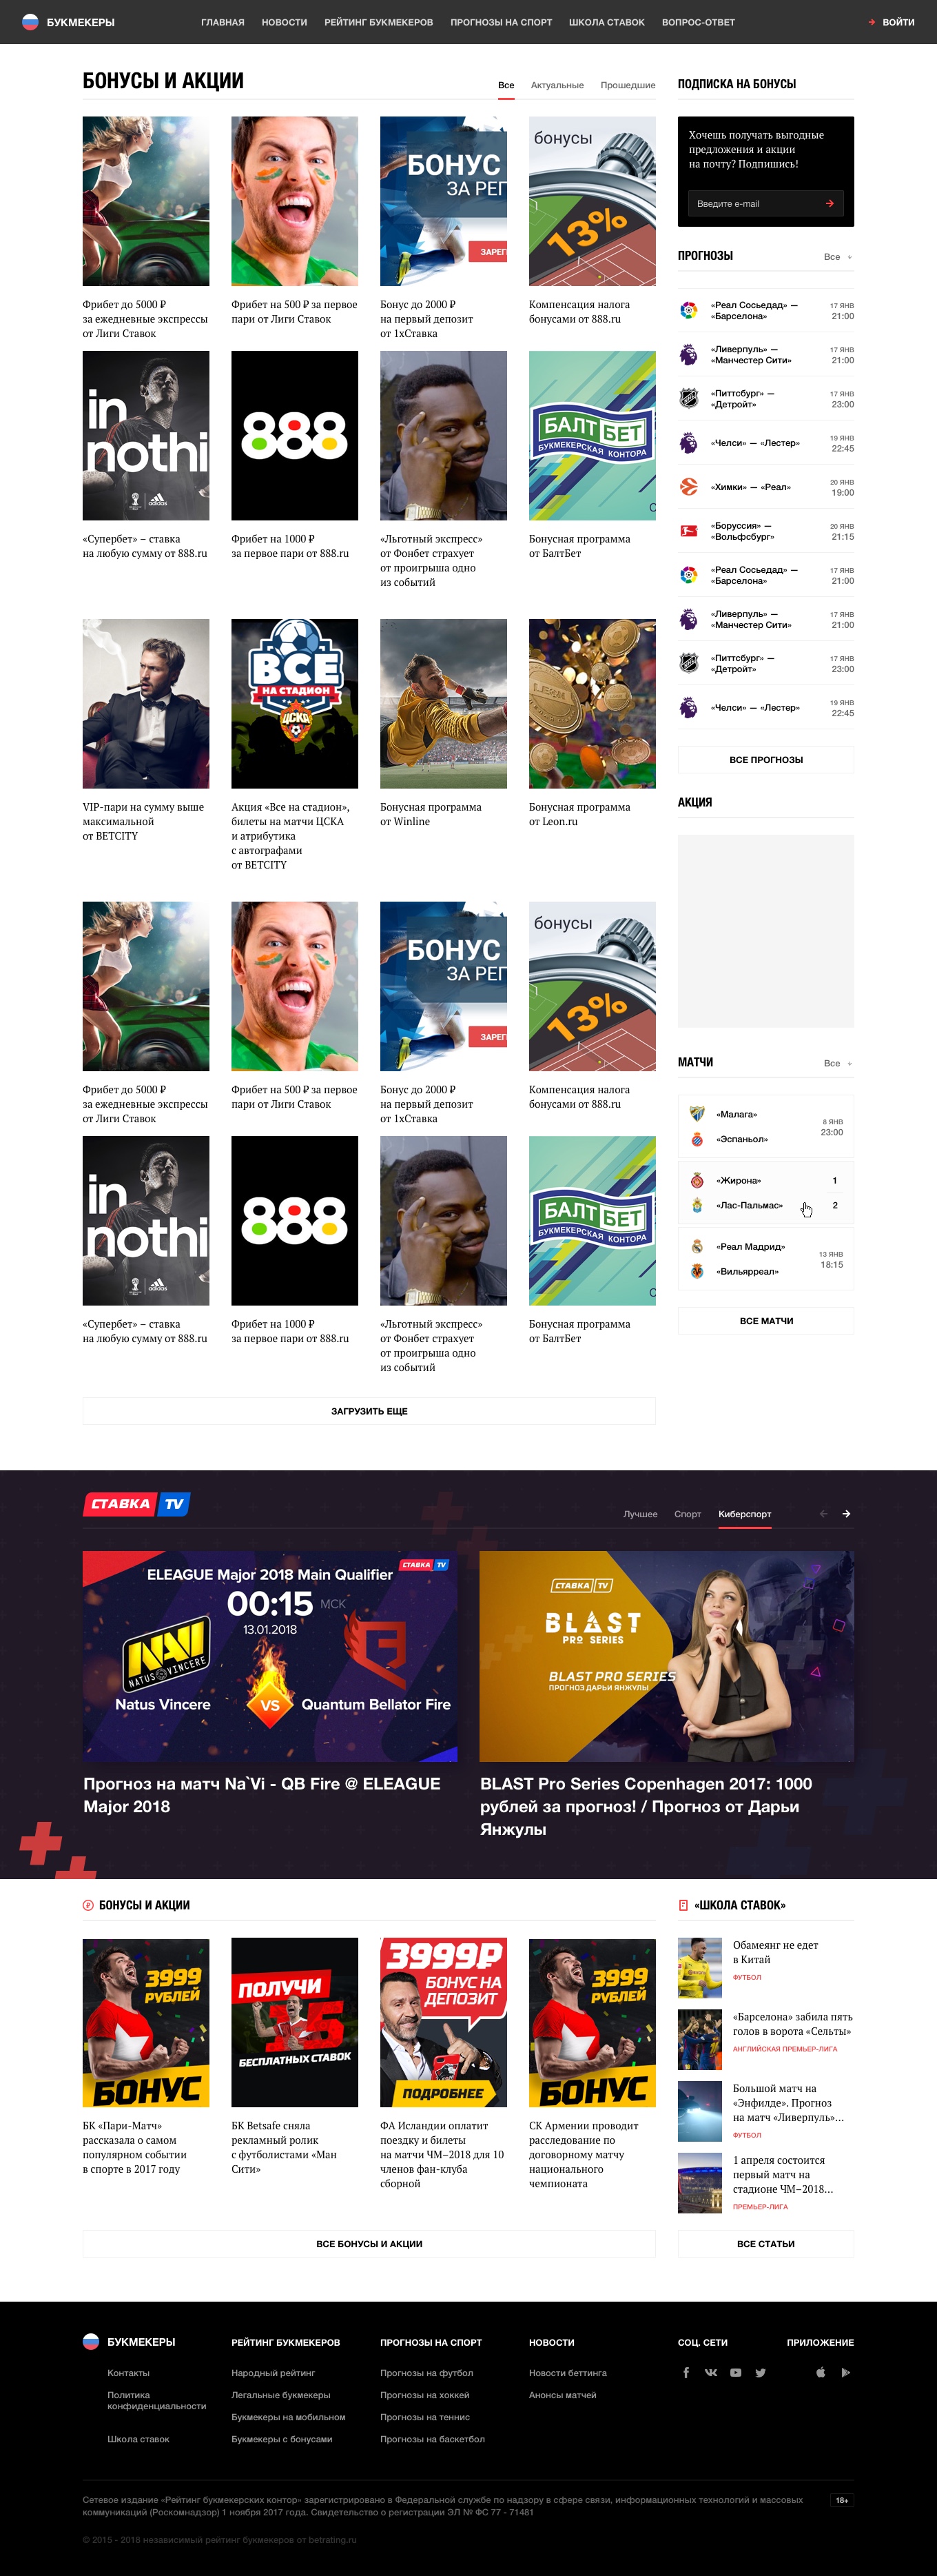 БУКМЕКЕРЫ
ГЛАВНАЯ НОВОСТИ РЕЙТИНГ БУКМЕКЕРОВ ПРОГНОЗЫ НА СПОРТ ШКОЛА СТАВОК ВОПРОС-ОТВЕТ
ВОЙТИ
БОНУСЫ И АКЦИИ
Все Актуальные Прошедшие
БОНУС
ЗА РЕГ
ЗАРЕГИ
бонусы
13%
Фрибет до 5000 ₽
за ежедневные экспрессы
от Лиги Ставок
Фрибет на 500 ₽ за первое
пари от Лиги Ставок
Бонус до 2000 ₽
на первый депозит
от 1хСтавка
Компенсация налога
бонусами от 888.ru
in
nothi
adidas
888
БАЛТБЕТ
БУКМЕКЕРСКАЯ КОНТОРА
«Супербет» – ставка
на любую сумму от 888.ru
Фрибет на 1000 ₽
за первое пари от 888.ru
«Льготный экспресс»
от Фонбет страхует
от проигрыша одно
из событий
Бонусная программа
от БалтБет
ВСЕ
НА СТАДИОН
ЦСКА
VIP-пари на сумму выше
максимальной
от BETCITY
Акция «Все на стадион»,
билеты на матчи ЦСКА
и атрибутика
с автографами
от BETCITY
Бонусная программа
от Winline
Бонусная программа
от Leon.ru
БОНУС
ЗА РЕГ
ЗАРЕГИ
бонусы
13%
Фрибет до 5000 ₽
за ежедневные экспрессы
от Лиги Ставок
Фрибет на 500 ₽ за первое
пари от Лиги Ставок
Бонус до 2000 ₽
на первый депозит
от 1хСтавка
Компенсация налога
бонусами от 888.ru
in
nothi
adidas
888
БАЛТБЕТ
БУКМЕКЕРСКАЯ КОНТОРА
«Супербет» – ставка
на любую сумму от 888.ru
Фрибет на 1000 ₽
за первое пари от 888.ru
«Льготный экспресс»
от Фонбет страхует
от проигрыша одно
из событий
Бонусная программа
от БалтБет
ЗАГРУЗИТЬ ЕЩЕ
ПОДПИСКА НА БОНУСЫ
Хочешь получать выгодные
предложения и акции
на почту? Подпишись!
Введите e-mail
ПРОГНОЗЫ
Все
«Реал Сосьедад» —
«Барселона»
17 ЯНВ
21:00
«Ливерпуль» —
«Манчестер Сити»
17 ЯНВ
21:00
«Питтсбург» —
«Детройт»
17 ЯНВ
23:00
«Челси» — «Лестер»
19 ЯНВ
22:45
«Химки» — «Реал»
20 ЯНВ
19:00
«Боруссия» —
«Вольфсбург»
20 ЯНВ
21:15
«Реал Сосьедад» —
«Барселона»
17 ЯНВ
21:00
«Ливерпуль» —
«Манчестер Сити»
17 ЯНВ
21:00
«Питтсбург» —
«Детройт»
17 ЯНВ
23:00
«Челси» — «Лестер»
19 ЯНВ
22:45
ВСЕ ПРОГНОЗЫ
АКЦИЯ
МАТЧИ
Все
«Малага»
«Эспаньол»
8 ЯНВ
23:00
«Жирона» 1
«Лас-Пальмас» 2
«Реал Мадрид»
«Вильярреал»
13 ЯНВ
18:15
ВСЕ МАТЧИ
СТАВКА TV
Лучшее Спорт Киберспорт
СТАВКА TV
ELEAGUE Major 2018 Main Qualifier
00:15 МСК
13.01.2018
NAVI
NATUS VINCERE
VS
Natus Vincere
Quantum Bellator Fire
Прогноз на матч Na`Vi - QB Fire @ ELEAGUE
Major 2018
СТАВКА TV
BLAST
PRO SERIES
BLAST PRO SERIES
ПРОГНОЗ ДАРЬИ ЯНЖУЛЫ
BLAST Pro Series Copenhagen 2017: 1000
рублей за прогноз! / Прогноз от Дарьи
Янжулы
БОНУСЫ И АКЦИИ
3999
РУБЛЕЙ
БОНУС
ПОЛУЧИ
15
БЕСПЛАТНЫХ СТАВОК
3999Р
БОНУС НА
ДЕПОЗИТ
ПОДРОБНЕЕ
3999
РУБЛЕЙ
БОНУС
БК «Пари-Матч»
рассказала о самом
популярном событии
в спорте в 2017 году
БК Betsafe сняла
рекламный ролик
с футболистами «Ман
Сити»
ФА Исландии оплатит
поездку и билеты
на матчи ЧМ–2018 для 10
членов фан-клуба
сборной
СК Армении проводит
расследование по
договорному матчу
национального
чемпионата
ВСЕ БОНУСЫ И АКЦИИ
«ШКОЛА СТАВОК»
Обамеянг не едет
в Китай
ФУТБОЛ
«Барселона» забила пять
голов в ворота «Сельты»
АНГЛИЙСКАЯ ПРЕМЬЕР-ЛИГА
Большой матч на
«Энфилде». Прогноз
на матч «Ливерпуль»...
ФУТБОЛ
1 апреля состоится
первый матч на
стадионе ЧМ–2018...
ПРЕМЬЕР-ЛИГА
ВСЕ СТАТЬИ
БУКМЕКЕРЫ
Контакты
Политика
конфиденциальности
Школа ставок
РЕЙТИНГ БУКМЕКЕРОВ
Народный рейтинг
Легальные букмекеры
Букмекеры на мобильном
Букмекеры с бонусами
ПРОГНОЗЫ НА СПОРТ
Прогнозы на футбол
Прогнозы на хоккей
Прогнозы на теннис
Прогнозы на баскетбол
НОВОСТИ
Новости беттинга
Анонсы матчей
СОЦ. СЕТИ
ПРИЛОЖЕНИЕ
Сетевое издание «Рейтинг букмекерских контор» зарегистрировано в Федеральной службе по надзору в сфере связи, информационных технологий и массовых
коммуникаций (Роскомнадзор) 1 ноября 2017 года. Свидетельство о регистрации ЭЛ № ФС 77 - 71481
18+
© 2015 - 2018 независимый рейтинг букмекеров от betrating.ru